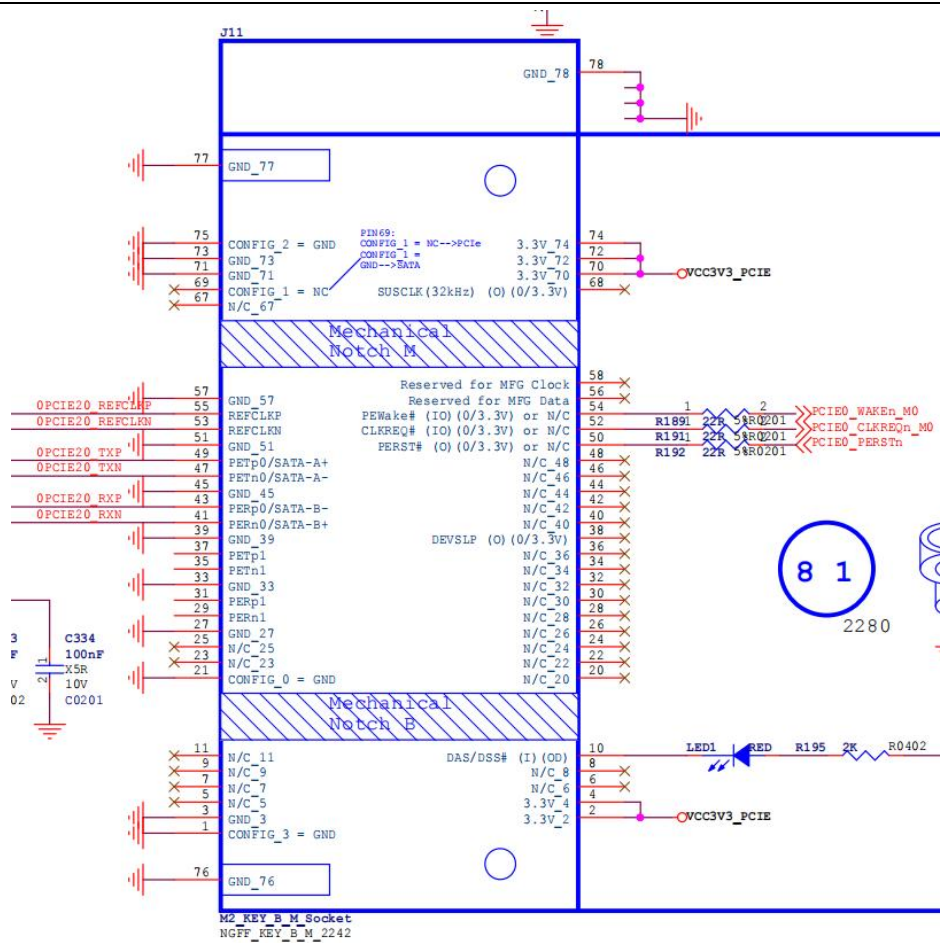 J11
GND_78 78
77 GND_77
75 CONFIG_2 = GND
73 GND_73
71 GND_71
69 CONFIG_1 = NC
67 N/C_67
PIN69:
CONFIG_1 = NC-->PCIe
CONFIG_1 =
GND-->SATA
3.3V_74 74
3.3V_72 72
3.3V_70 70
SUSCLK(32kHz) (O)(0/3.3V) 68
VCC3V3_PCIE
Mechanical
Notch M
Reserved for MFG Clock 58
Reserved for MFG Data 56
PEWake# (IO)(0/3.3V) or N/C 54
CLKREQ# (IO)(0/3.3V) or N/C 52
PERST# (O)(0/3.3V) or N/C 50
N/C_48 48
N/C_46 46
N/C_44 44
N/C_42 42
N/C_40 40
DEVSLP (O)(0/3.3V) 38
N/C_36 36
N/C_34 34
N/C_32 32
N/C_30 30
N/C_28 28
N/C_26 26
N/C_24 24
N/C_22 22
N/C_20 20
57 GND_57
0PCIE20_REFCLKP 55 REFCLKP
0PCIE20_REFCLKN 53 REFCLKN
51 GND_51
0PCIE20_TXP 49 PETp0/SATA-A+
0PCIE20_TXN 47 PETn0/SATA-A-
45 GND_45
0PCIE20_RXP 43 PERp0/SATA-B-
0PCIE20_RXN 41 PERn0/SATA-B+
39 GND_39
37 PETp1
35 PETn1
33 GND_33
31 PERp1
29 PERn1
27 GND_27
25 N/C_25
23 N/C_23
21 CONFIG_0 = GND
1 2 PCIE0_WAKEn_M0
R189 1 22R 5% R0201 2 PCIE0_CLKREQn_M0
R191 1 22R 5% R0201 2 PCIE0_PERSTn
R192 22R 5% R0201
8 1
2280
3 C334
F 100nF
1 X5R
V 2 10V
02 C0201
Mechanical
Notch B
11 N/C_11
9 N/C_9
7 N/C_7
5 N/C_5
3 GND_3
1 CONFIG_3 = GND
DAS/DSS# (I)(OD) 10
N/C_8 8
N/C_6 6
3.3V_4 4
3.3V_2 2
LED1 RED R195 2K R0402
VCC3V3_PCIE
76 GND_76
M2_KEY_B_M_Socket
NGFF_KEY_B_M_2242